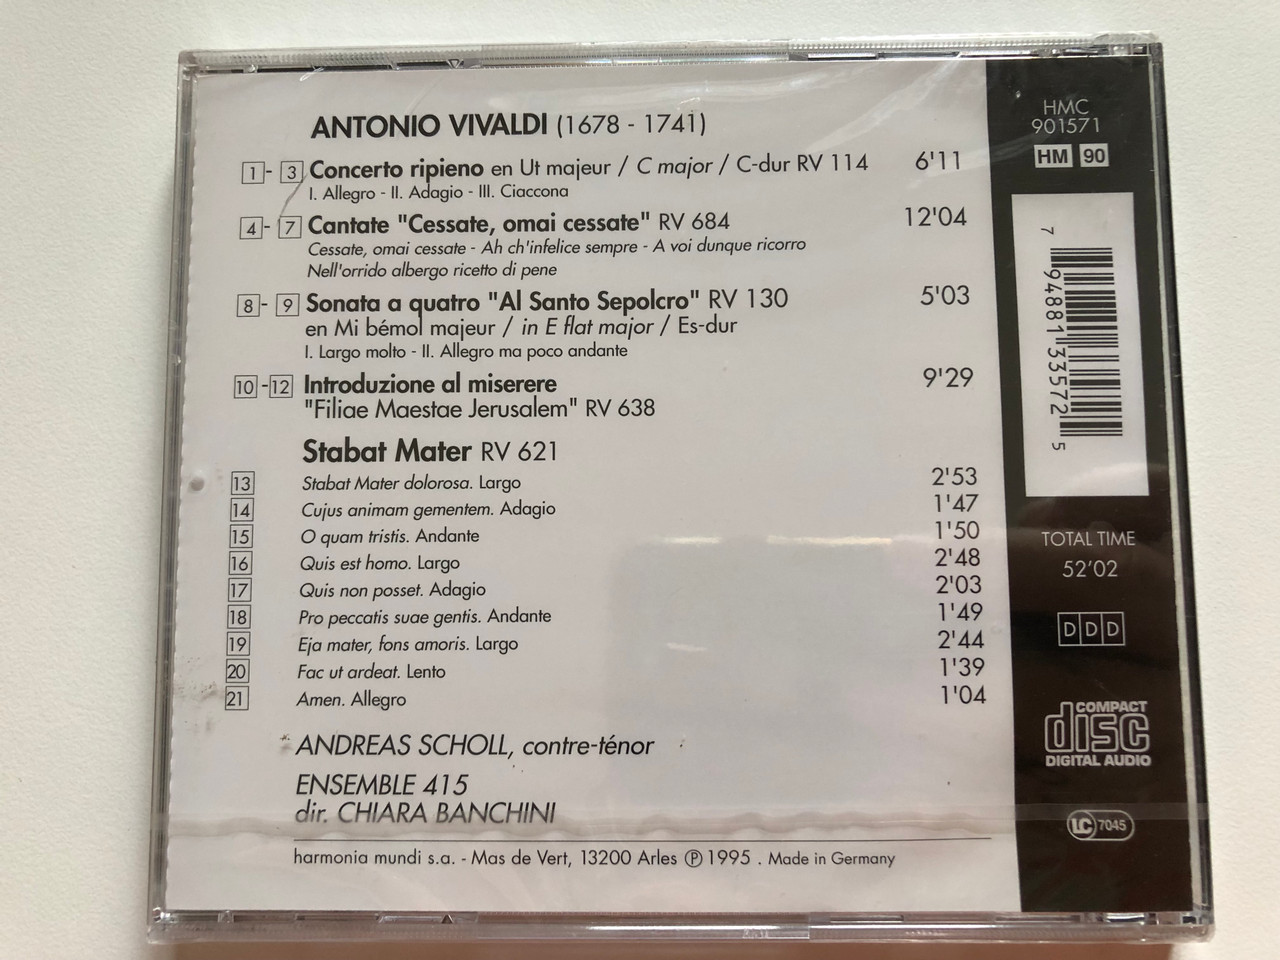 ANTONIO VIVALDI (1678 - 1741)
1 - 3 Concerto ripieno en Ut majeur / C major / C-dur RV 114 6'11
I. Allegro - II. Adagio - III. Ciaccona
4 - 7 Cantate "Cessate, omai cessate" RV 684 12'04
Cessate, omai cessate - Ah ch'infelice sempre - A voi dunque ricorro
Nell'orrido albergo ricetto di pene
8 - 9 Sonata a quatro "Al Santo Sepolcro" RV 130 5'03
en Mi bémol majeur / in E flat major / Es-dur
I. Largo molto - II. Allegro ma poco andante
10 - 12 Introduzione al miserere 9'29
"Filiae Maestae Jerusalem" RV 638
Stabat Mater RV 621
13 Stabat Mater dolorosa. Largo 2'53
14 Cujus animam gementem. Adagio 1'47
15 O quam tristis. Andante 1'50
16 Quis est homo. Largo 2'48
17 Quis non posset. Adagio 2'03
18 Pro peccatis suae gentis. Andante 1'49
19 Eja mater, fons amoris. Largo 2'44
20 Fac ut ardeat. Lento 1'39
21 Amen. Allegro 1'04
ANDREAS SCHOLL, contre-ténor
ENSEMBLE 415
dir. CHIARA BANCHINI
harmonia mundi s.a. - Mas de Vert, 13200 Arles ℗ 1995 . Made in Germany
HMC
901571
HM 90
7 94881 33572 5
TOTAL TIME
52'02
DDD
COMPACT
disc
DIGITAL AUDIO
LC 7045